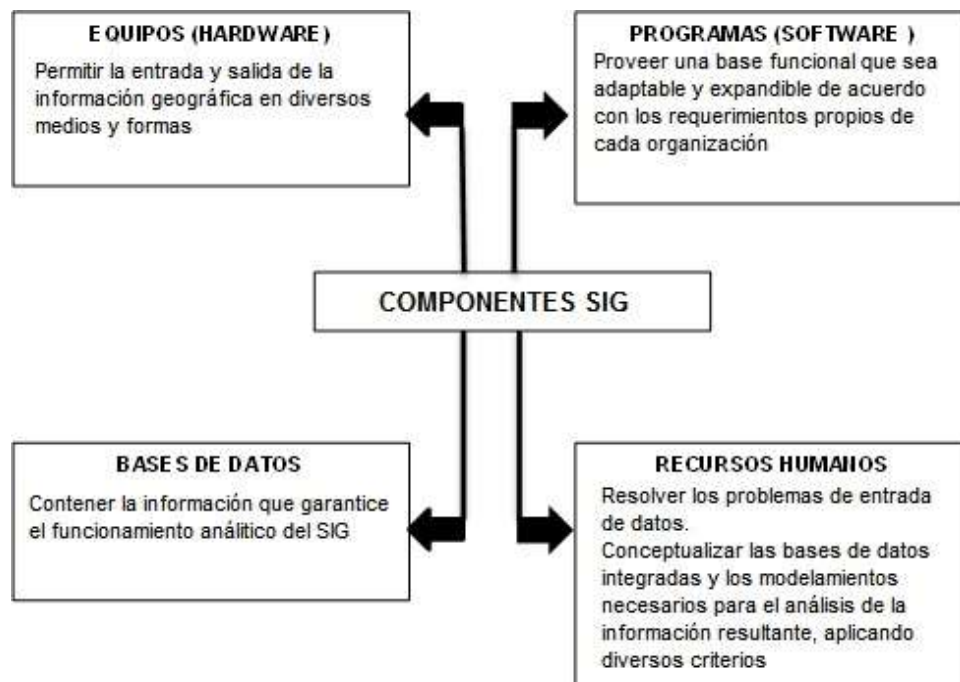 EQUIPOS (HARDWARE)
Permitir la entrada y salida de la
información geográfica en diversos
medios y formas
PROGRAMAS (SOFTWARE )
Proveer una base funcional que sea
adaptable y expandible de acuerdo
con los requerimientos propios de
cada organización
COMPONENTES SIG
BASES DE DATOS
Contener la información que garantice
el funcionamiento análitico del SIG
RECURSOS HUMANOS
Resolver los problemas de entrada
de datos.
Conceptualizar las bases de datos
integradas y los modelamientos
necesarios para el análisis de la
información resultante, aplicando
diversos criterios